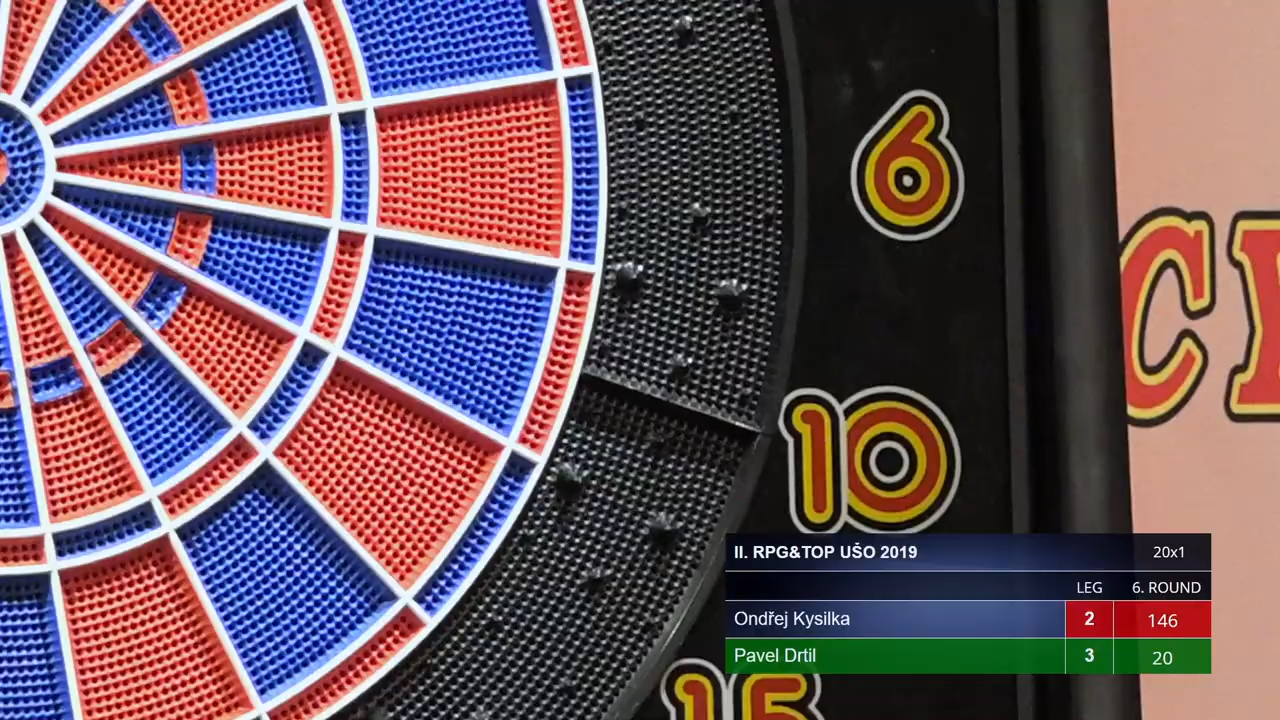 6
10
15
II. RPG&TOP UŠO 2019 20x1
LEG 6. ROUND
Ondřej Kysilka 2 146
Pavel Drtil 3 20